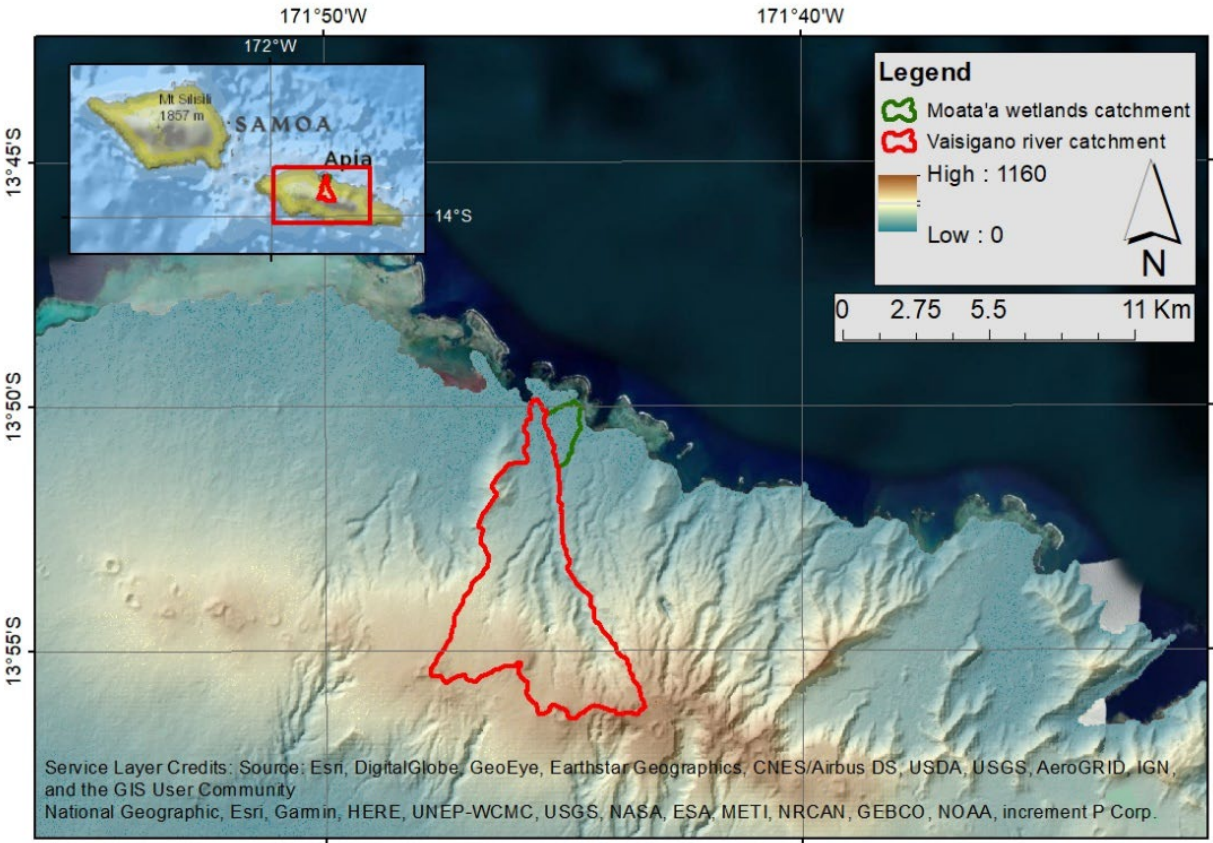 171°50'W
171°40'W
172°W
Mt Silisili
1857 m
SAMOA
Apia
14°S
Legend
Moata'a wetlands catchment
Vaisigano river catchment
High : 1160
Low : 0
N
0 2.75 5.5 11 Km
13°45'S
13°50'S
13°55'S
Service Layer Credits: Source: Esri, DigitalGlobe, GeoEye, Earthstar Geographics, CNES/Airbus DS, USDA, USGS, AeroGRID, IGN,
and the GIS User Community
National Geographic, Esri, Garmin, HERE, UNEP-WCMC, USGS, NASA, ESA, METI, NRCAN, GEBCO, NOAA, increment P Corp.